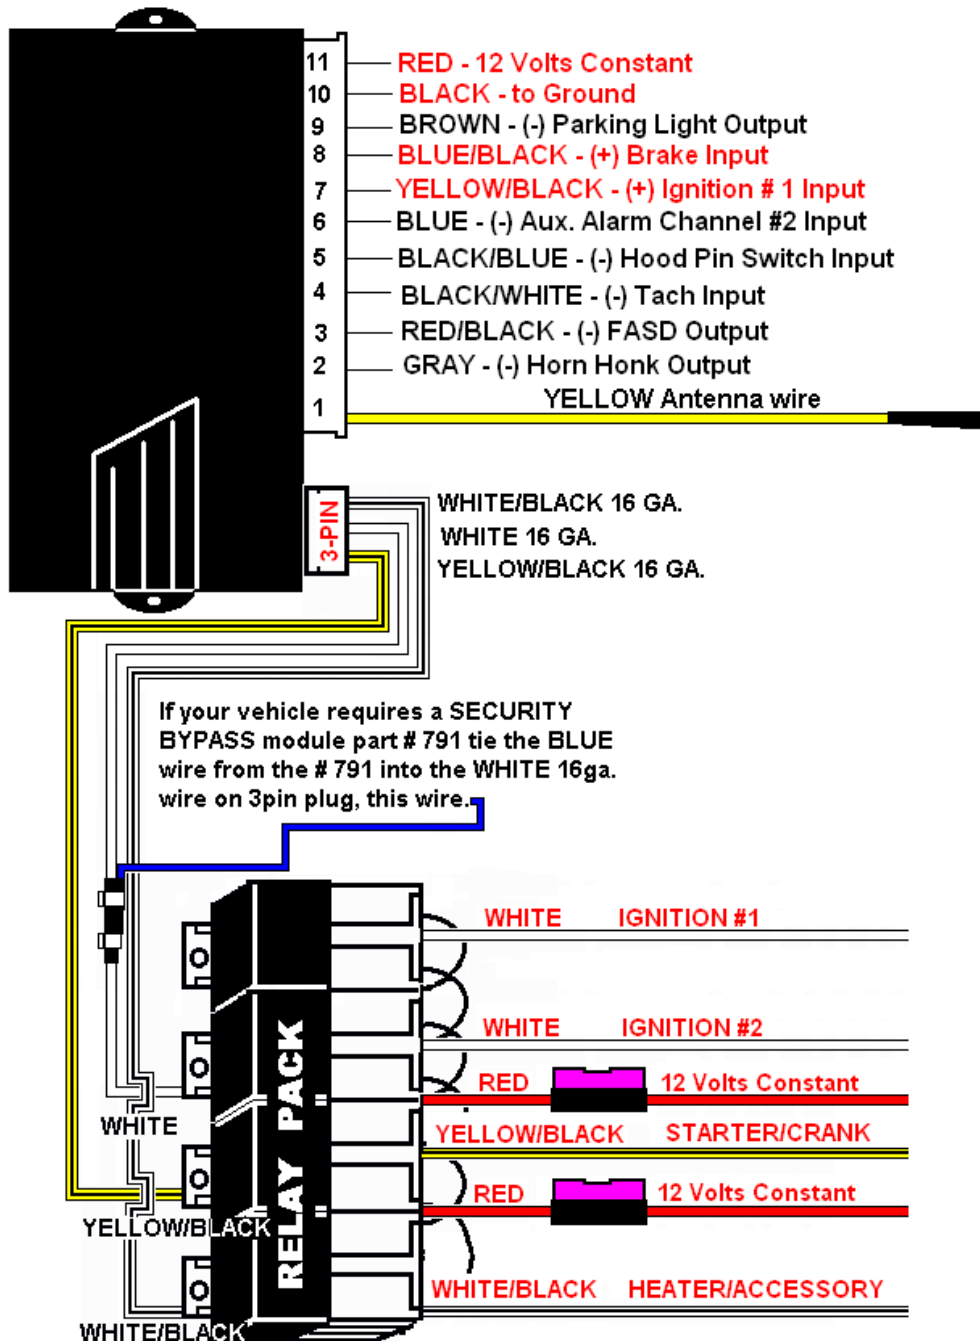 11 RED - 12 Volts Constant
10 BLACK - to Ground
9 BROWN - (-) Parking Light Output
8 BLUE/BLACK - (+) Brake Input
7 YELLOW/BLACK - (+) Ignition # 1 Input
6 BLUE - (-) Aux. Alarm Channel #2 Input
5 BLACK/BLUE - (-) Hood Pin Switch Input
4 BLACK/WHITE - (-) Tach Input
3 RED/BLACK - (-) FASD Output
2 GRAY - (-) Horn Honk Output
1 YELLOW Antenna wire
3-PIN
WHITE/BLACK 16 GA.
WHITE 16 GA.
YELLOW/BLACK 16 GA.
If your vehicle requires a SECURITY
BYPASS module part # 791 tie the BLUE
wire from the # 791 into the WHITE 16ga.
wire on 3pin plug, this wire.
WHITE IGNITION #1
WHITE IGNITION #2
RED 12 Volts Constant
YELLOW/BLACK STARTER/CRANK
RED 12 Volts Constant
WHITE/BLACK HEATER/ACCESSORY
RELAY PACK
WHITE
YELLOW/BLACK
WHITE/BLACK